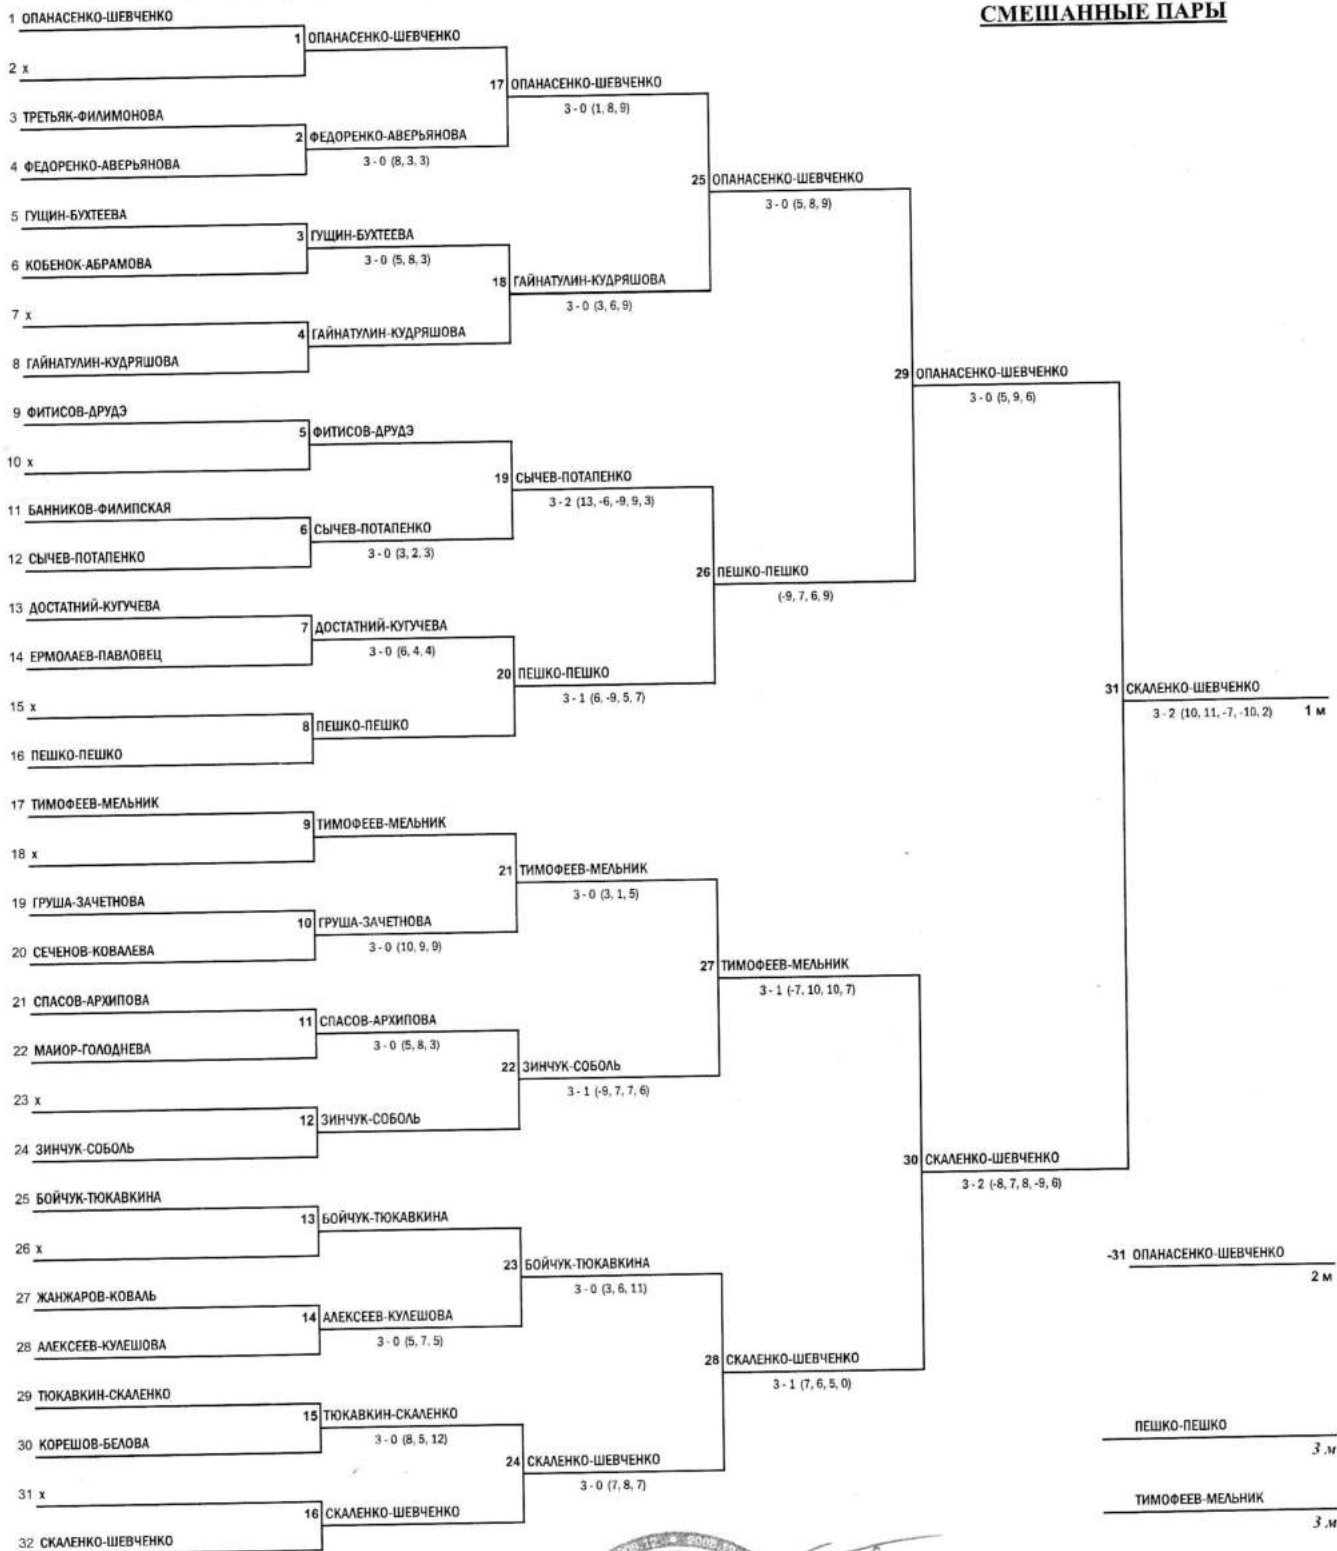 СМЕШАННЫЕ ПАРЫ
1 ОПАНАСЕНКО-ШЕВЧЕНКО
1 ОПАНАСЕНКО-ШЕВЧЕНКО
2 х
17 ОПАНАСЕНКО-ШЕВЧЕНКО
3 - 0 (1, 8, 9)
3 ТРЕТЬЯК-ФИЛИМОНОВА
2 ФЕДОРЕНКО-АВЕРЬЯНОВА
3 - 0 (8, 3, 3)
4 ФЕДОРЕНКО-АВЕРЬЯНОВА
25 ОПАНАСЕНКО-ШЕВЧЕНКО
3 - 0 (5, 8, 9)
5 ГУЩИН-БУХТЕЕВА
3 ГУЩИН-БУХТЕЕВА
3 - 0 (5, 8, 3)
6 КОБЕНОК-АБРАМОВА
18 ГАЙНАТУЛИН-КУДРЯШОВА
3 - 0 (3, 6, 9)
7 х
4 ГАЙНАТУЛИН-КУДРЯШОВА
8 ГАЙНАТУЛИН-КУДРЯШОВА
29 ОПАНАСЕНКО-ШЕВЧЕНКО
3 - 0 (5, 9, 6)
9 ФИТИСОВ-ДРУДЭ
5 ФИТИСОВ-ДРУДЭ
10 х
19 СЫЧЕВ-ПОТАПЕНКО
3 - 2 (13, -6, -9, 9, 3)
11 БАННИКОВ-ФИЛИПСКАЯ
6 СЫЧЕВ-ПОТАПЕНКО
3 - 0 (3, 2, 3)
12 СЫЧЕВ-ПОТАПЕНКО
26 ПЕШКО-ПЕШКО
(-9, 7, 6, 9)
13 ДОСТАТНИЙ-КУГУЧЕВА
7 ДОСТАТНИЙ-КУГУЧЕВА
3 - 0 (6, 4, 4)
14 ЕРМОЛАЕВ-ПАВЛОВЕЦ
20 ПЕШКО-ПЕШКО
3 - 1 (6, -9, 5, 7)
15 х
8 ПЕШКО-ПЕШКО
16 ПЕШКО-ПЕШКО
31 СКАЛЕНКО-ШЕВЧЕНКО
3 - 2 (10, 11, -7, -10, 2) 1 м
17 ТИМОФЕЕВ-МЕЛЬНИК
9 ТИМОФЕЕВ-МЕЛЬНИК
18 х
21 ТИМОФЕЕВ-МЕЛЬНИК
3 - 0 (3, 1, 5)
19 ГРУША-ЗАЧЕТНОВА
10 ГРУША-ЗАЧЕТНОВА
3 - 0 (10, 9, 9)
20 СЕЧЕНОВ-КОВАЛЕВА
27 ТИМОФЕЕВ-МЕЛЬНИК
3 - 1 (-7, 10, 10, 7)
21 СПАСОВ-АРХИПОВА
11 СПАСОВ-АРХИПОВА
3 - 0 (5, 8, 3)
22 МАИОР-ГОЛОДНЕВА
22 ЗИНЧУК-СОБОЛЬ
3 - 1 (-9, 7, 7, 6)
23 х
12 ЗИНЧУК-СОБОЛЬ
24 ЗИНЧУК-СОБОЛЬ
30 СКАЛЕНКО-ШЕВЧЕНКО
3 - 2 (-8, 7, 8, -9, 6)
25 БОЙЧУК-ТЮКАВКИНА
13 БОЙЧУК-ТЮКАВКИНА
26 х
23 БОЙЧУК-ТЮКАВКИНА
3 - 0 (3, 6, 11)
-31 ОПАНАСЕНКО-ШЕВЧЕНКО
2 м
27 ЖАНЖАРОВ-КОВАЛЬ
14 АЛЕКСЕЕВ-КУЛЕШОВА
3 - 0 (5, 7, 5)
28 АЛЕКСЕЕВ-КУЛЕШОВА
28 СКАЛЕНКО-ШЕВЧЕНКО
3 - 1 (7, 6, 5, 0)
29 ТЮКАВКИН-СКАЛЕНКО
15 ТЮКАВКИН-СКАЛЕНКО
3 - 0 (8, 5, 12)
30 КОРЕШОВ-БЕЛОВА
ПЕШКО-ПЕШКО
3 м
24 СКАЛЕНКО-ШЕВЧЕНКО
3 - 0 (7, 8, 7)
31 х
16 СКАЛЕНКО-ШЕВЧЕНКО
32 СКАЛЕНКО-ШЕВЧЕНКО
ТИМОФЕЕВ-МЕЛЬНИК
3 м